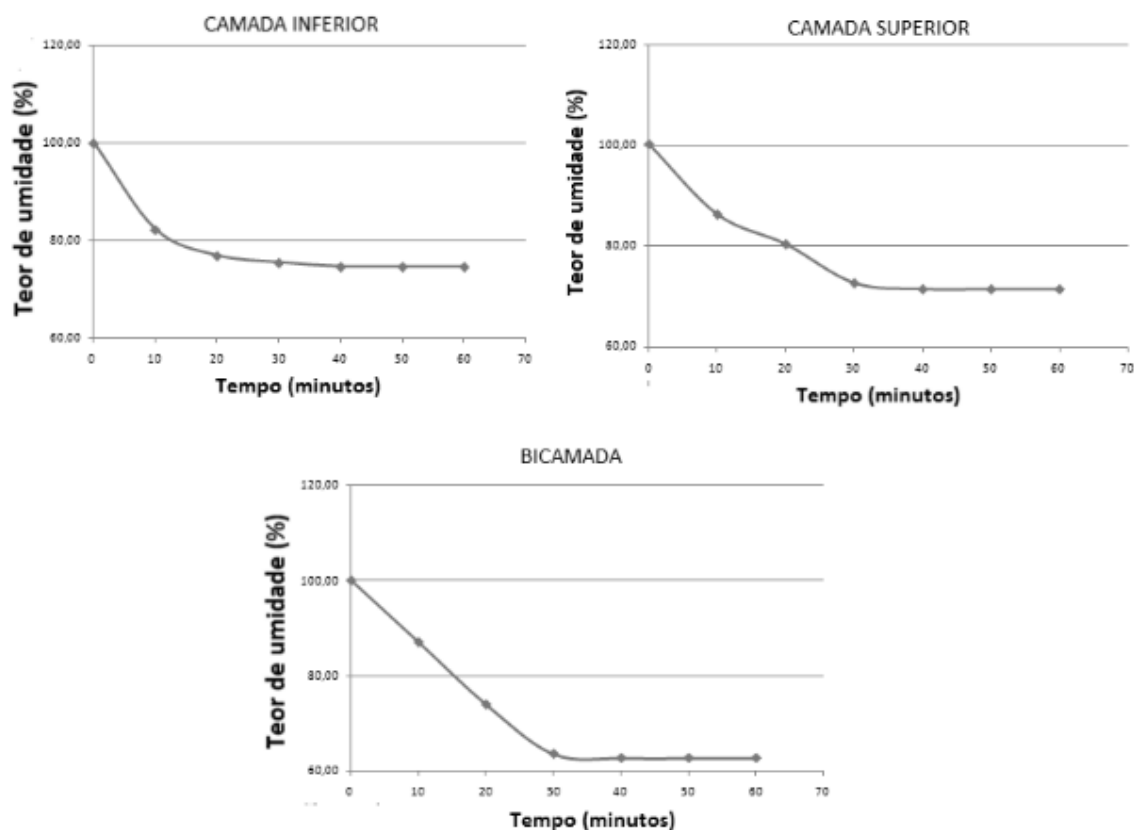 CAMADA INFERIOR
Teor de umidade (%)
120,00
100,00
80,00
60,00
0 10 20 30 40 50 60 70
Tempo (minutos)
CAMADA SUPERIOR
Teor de umidade (%)
120,00
100,00
80,00
60,00
0 10 20 30 40 50 60 70
Tempo (minutos)
BICAMADA
Teor de umidade (%)
120,00
100,00
80,00
60,00
0 10 20 30 40 50 60 70
Tempo (minutos)